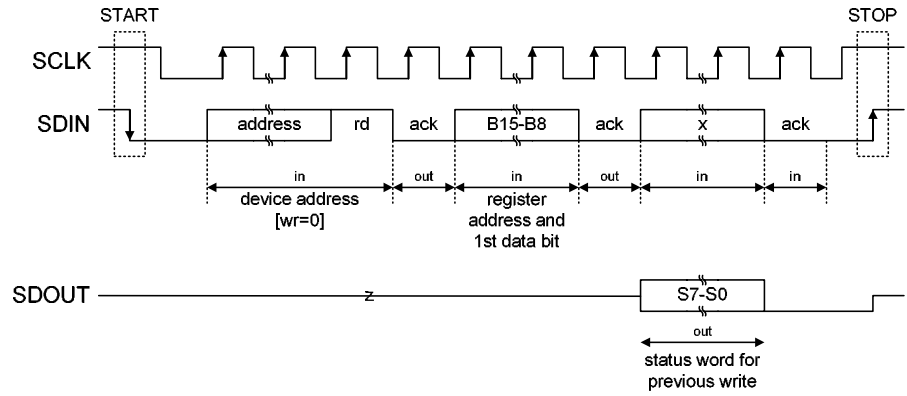 START
STOP
SCLK
SDIN
address
rd
ack
B15-B8
ack
x
ack
in
out
in
out
in
in
device address
[wr=0]
register
address and
1st data bit
SDOUT
z
S7-S0
out
status word for
previous write